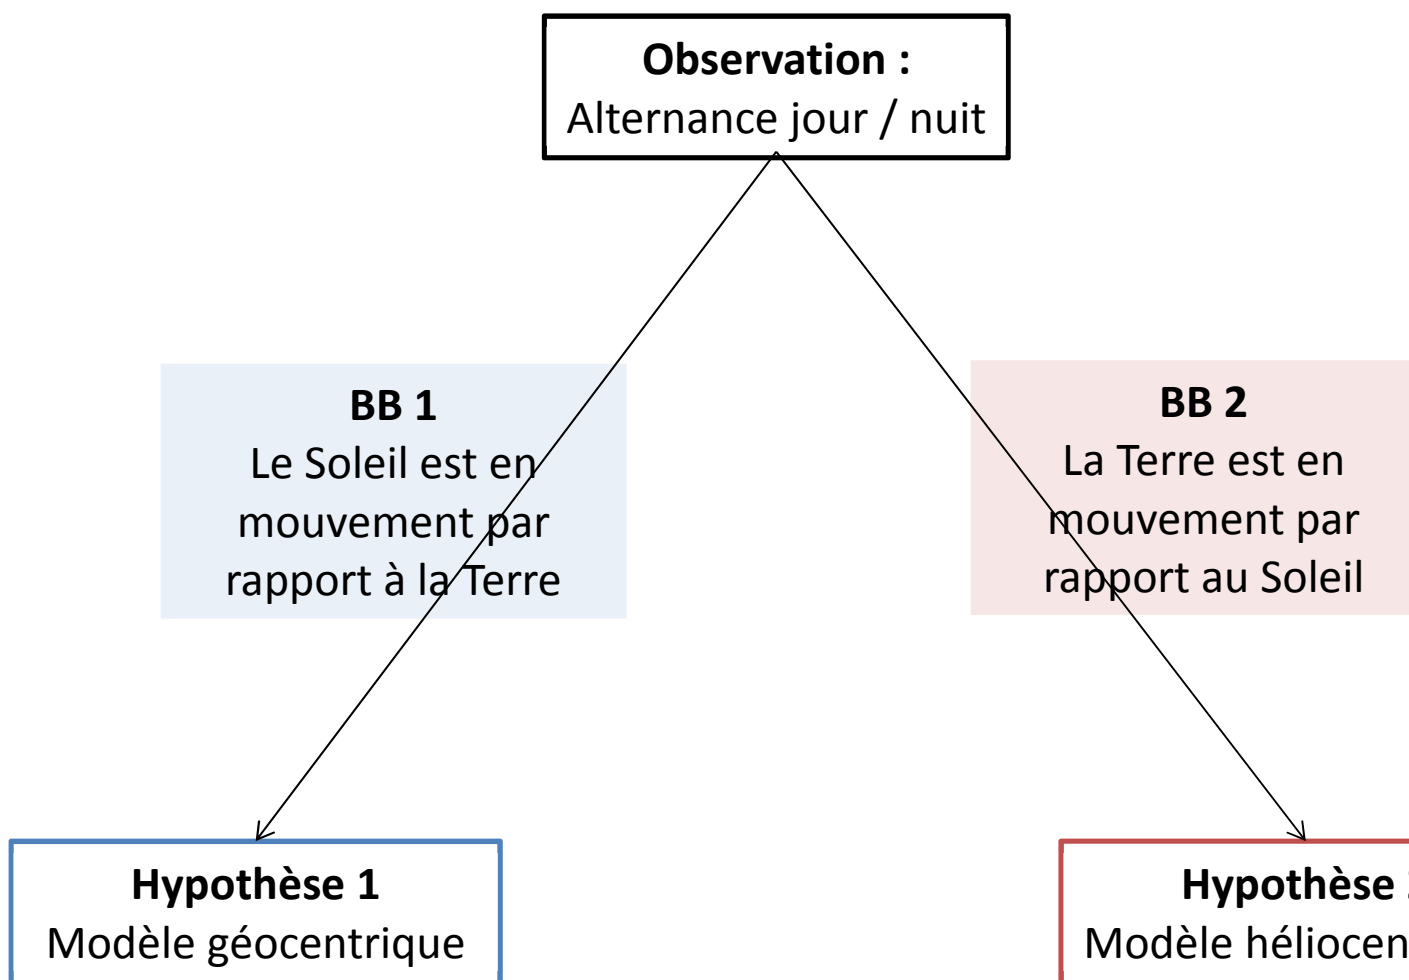 Observation :
Alternance jour / nuit
BB 1
Le Soleil est en
mouvement par
rapport à la Terre
BB 2
La Terre est en
mouvement par
rapport au Soleil
Hypothèse 1
Modèle géocentrique
Hypothèse
Modèle